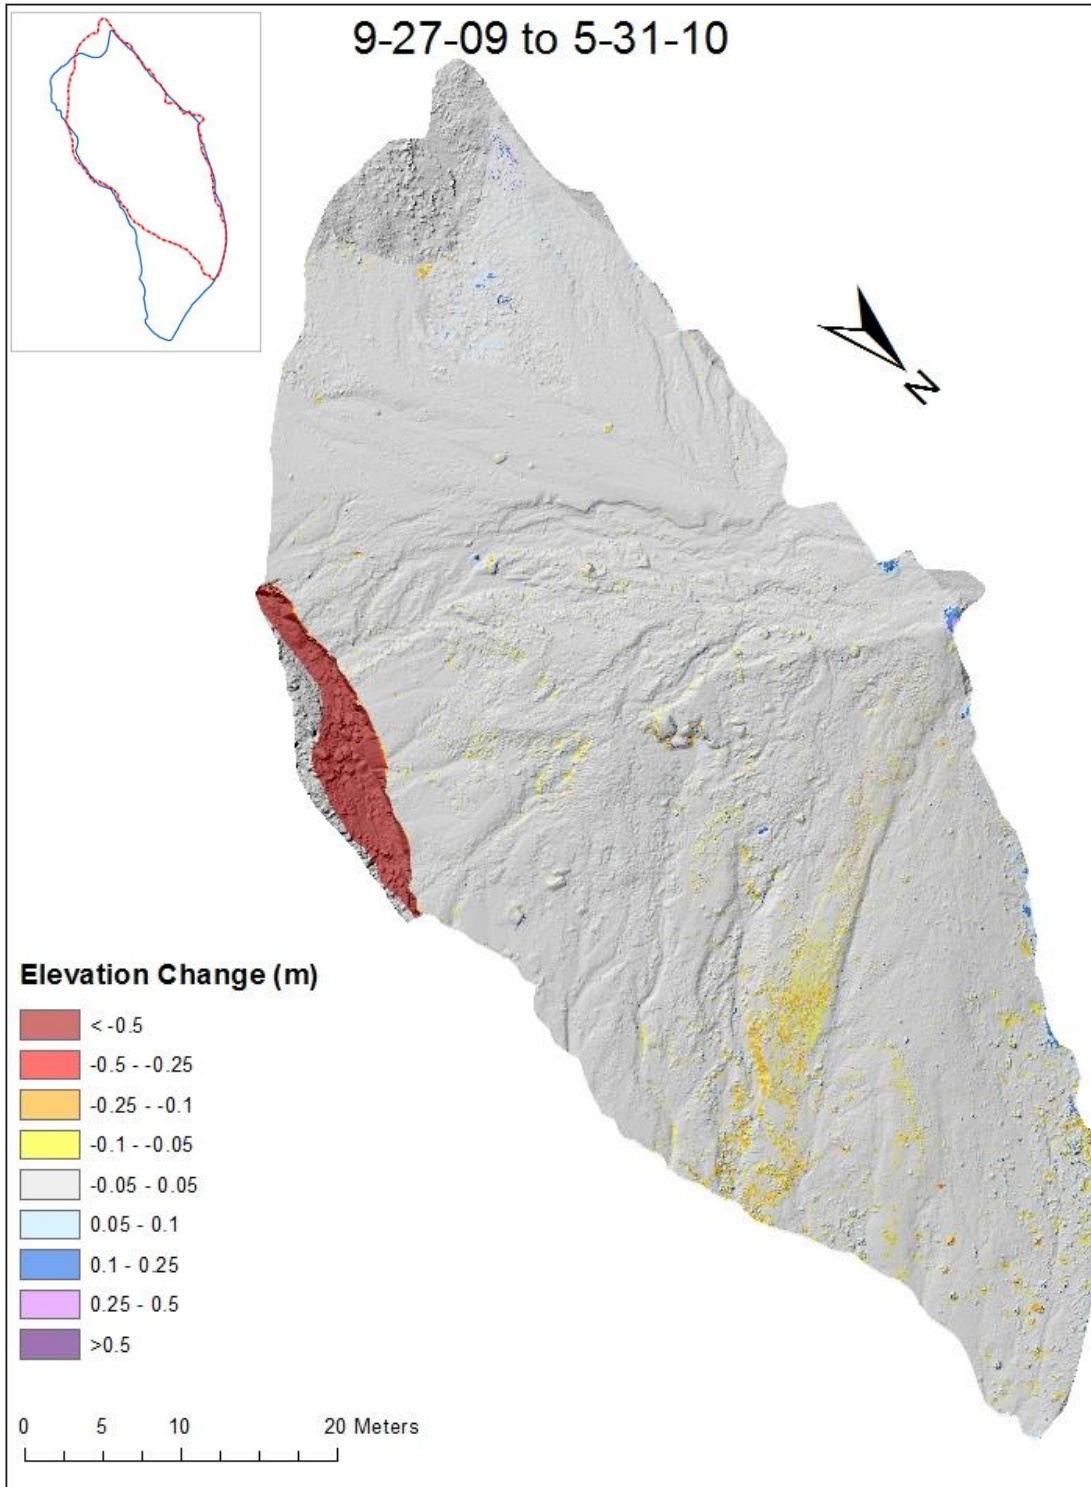 9-27-09 to 5-31-10
N
Elevation Change (m)
< -0.5
-0.5 - -0.25
-0.25 - -0.1
-0.1 - -0.05
-0.05 - 0.05
0.05 - 0.1
0.1 - 0.25
0.25 - 0.5
>0.5
0 5 10 20 Meters